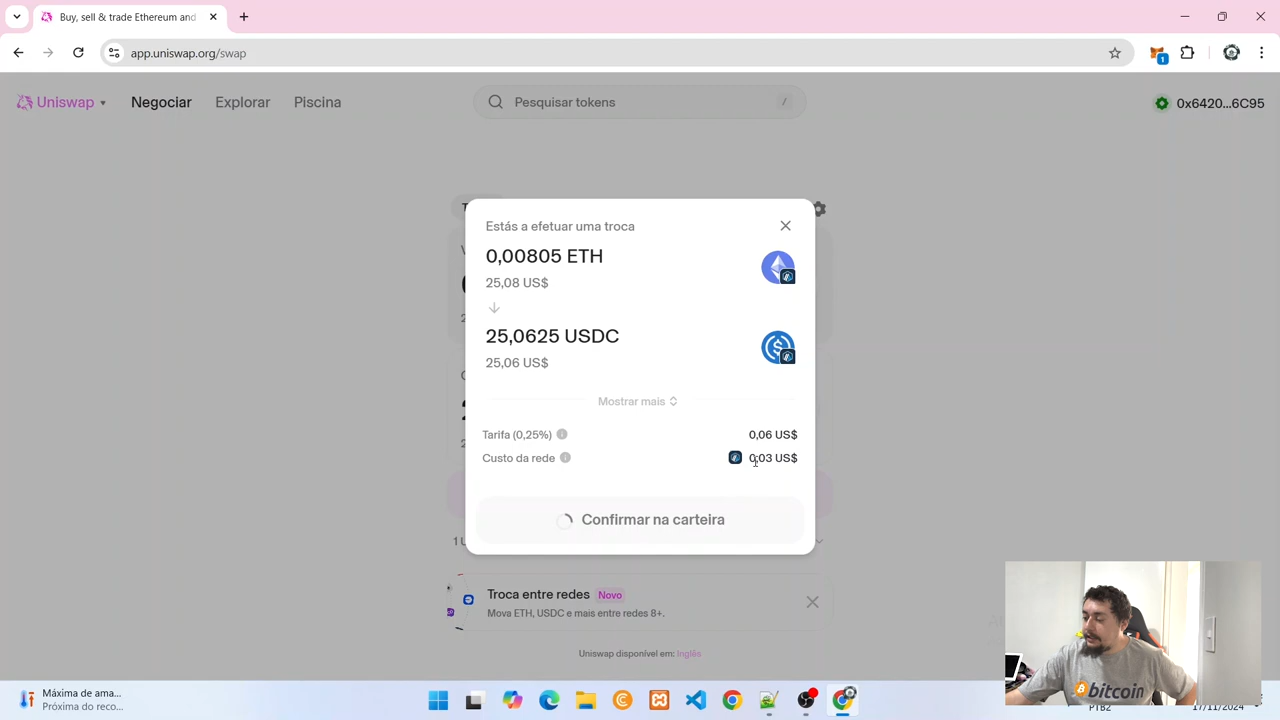 Buy, sell & trade Ethereum and
app.uniswap.org/swap
1
Uniswap
Negociar
Explorar
Piscina
Pesquisar tokens
/
0x6420...6C95
Estás a efetuar uma troca
0,00805 ETH
25,08 US$
25,0625 USDC
25,06 US$
Mostrar mais
Tarifa (0,25%)
0,06 US$
Custo da rede
0,03 US$
Confirmar na carteira
Troca entre redes Novo
Mova ETH, USDC e mais entre redes 8+.
Uniswap disponível em: Inglês
bitcoin
Máxima de ama...
Próxima do reco...
PTB2
17/11/2024